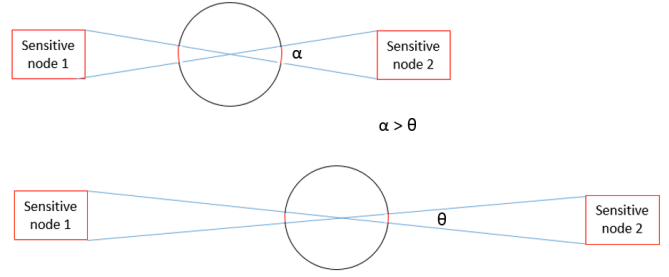 Sensitive
node 1
α
Sensitive
node 2
α > θ
Sensitive
node 1
θ
Sensitive
node 2